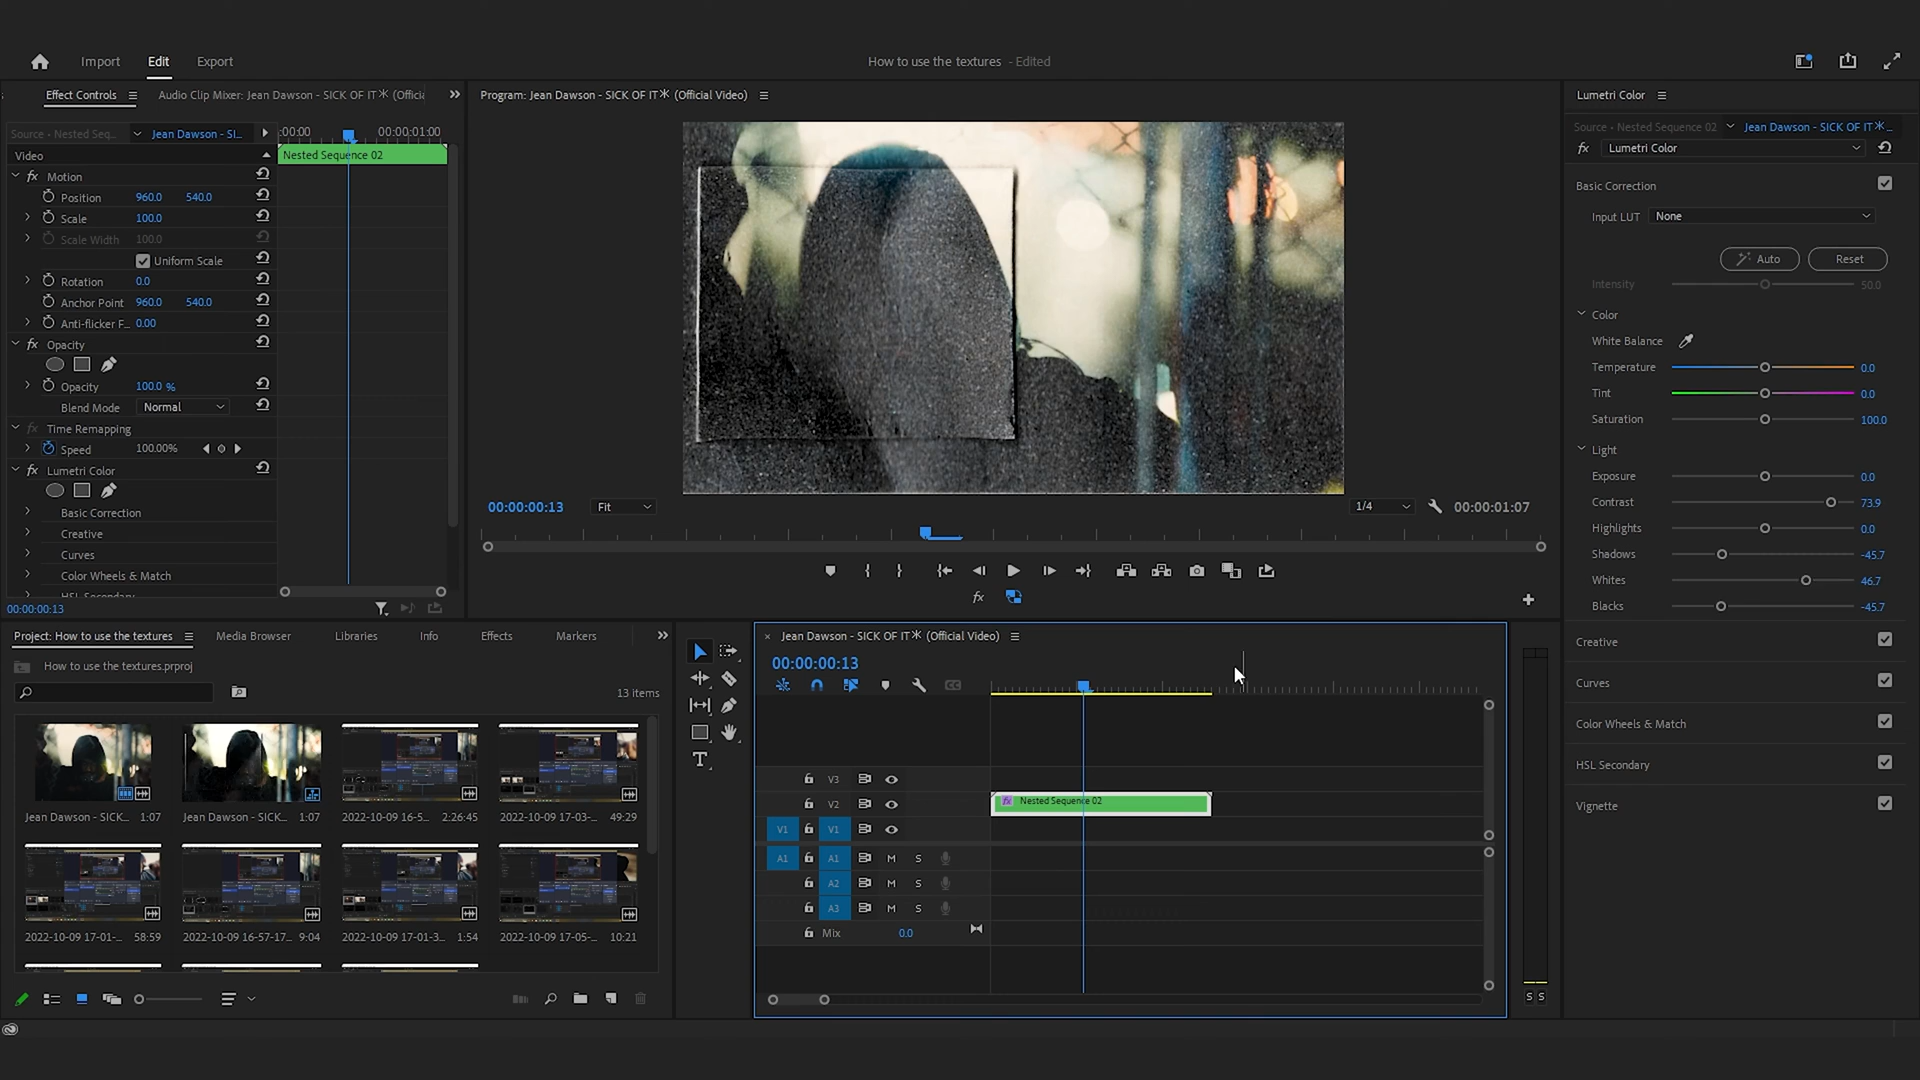 Import Edit Export How to use the textures - Edited
Effect Controls Audio Clip Mixer: Jean Dawson - SICK OF IT⁎ (Offici
Program: Jean Dawson - SICK OF IT⁎ (Official Video)
Lumetri Color
Source • Nested Seq... Jean Dawson - SI...
:00:00 00:00:01:00
Video
Nested Sequence 02
fx Motion
Position 960.0 540.0
Scale 100.0
Scale Width 100.0
Uniform Scale
Rotation 0.0
Anchor Point 960.0 540.0
Anti-flicker F... 0.00
fx Opacity
Opacity 100.0 %
Blend Mode Normal
fx Time Remapping
Speed 100.00%
fx Lumetri Color
Basic Correction
Creative
Curves
Color Wheels & Match
HSL Secondary
00:00:00:13
00:00:00:13 Fit 1/4 00:00:01:07
fx
Source • Nested Sequence 02 Jean Dawson - SICK OF IT⁎ ...
fx Lumetri Color
Basic Correction
Input LUT None
Auto Reset
Intensity 50.0
Color
White Balance
Temperature 0.0
Tint 0.0
Saturation 100.0
Light
Exposure 0.0
Contrast 73.9
Highlights 0.0
Shadows -45.7
Whites 46.7
Blacks -45.7
Creative
Curves
Color Wheels & Match
HSL Secondary
Vignette
Project: How to use the textures Media Browser Libraries Info Effects Markers
How to use the textures.prproj
13 items
Jean Dawson - SICK... 1:07 Jean Dawson - SICK... 1:07 2022-10-09 16-5... 2:26:45 2022-10-09 17-03-... 49:29
2022-10-09 17-01-... 58:59 2022-10-09 16-57-17... 9:04 2022-10-09 17-01-3... 1:54 2022-10-09 17-05-... 10:21
T
× Jean Dawson - SICK OF IT⁎ (Official Video)
00:00:00:13
CC
V3
V2 fx Nested Sequence 02
V1 V1
A1 A1 M S
A2 M S
A3 M S
Mix 0.0
S S